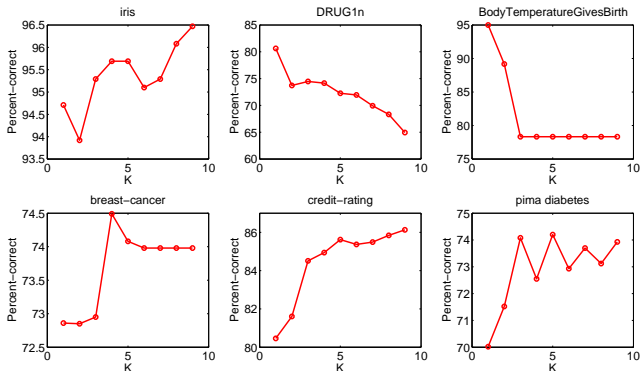 iris
DRUG1n
BodyTemperatureGivesBirth
96.5
96
95.5
95
94.5
94
93.5
Percent−correct
0
5
10
K
85
80
75
70
65
60
Percent−correct
0
5
10
K
95
90
85
80
75
Percent−correct
0
5
10
K
breast−cancer
credit−rating
pima diabetes
74.5
74
73.5
73
72.5
Percent−correct
0
5
10
K
86
84
82
80
Percent−correct
0
5
10
K
75
74
73
72
71
70
Percent−correct
0
5
10
K